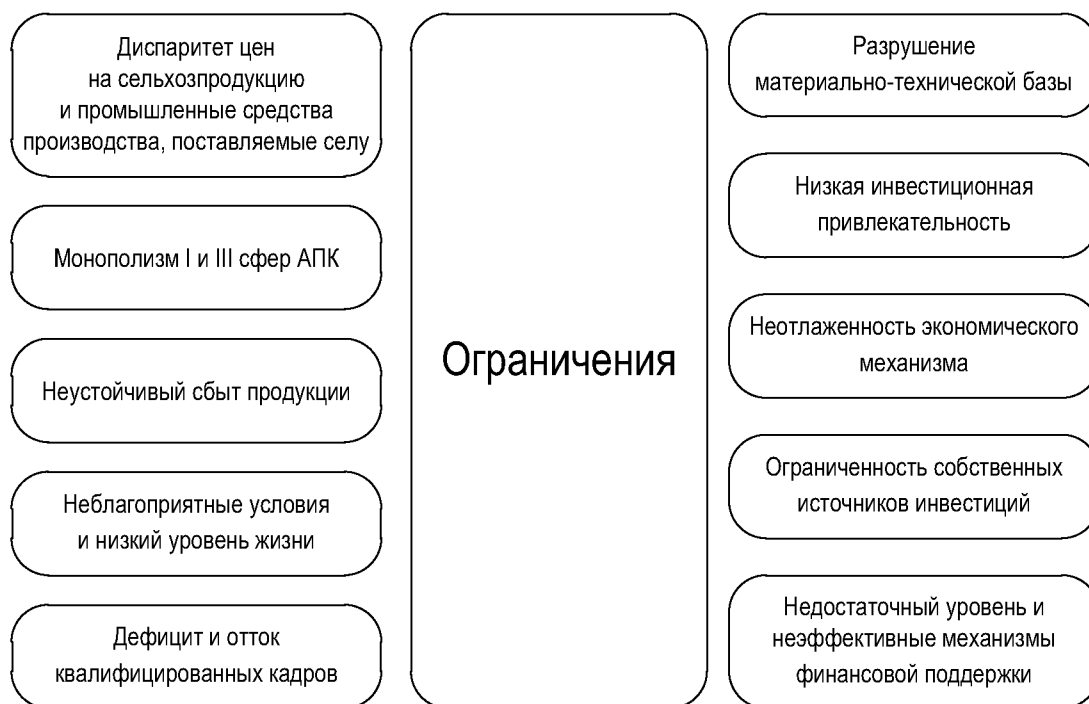 Диспаритет цен
на сельхозпродукцию
и промышленные средства
производства, поставляемые селу
Монополизм I и III сфер АПК
Неустойчивый сбыт продукции
Неблагоприятные условия
и низкий уровень жизни
Дефицит и отток
квалифицированных кадров
Ограничения
Разрушение
материально-технической базы
Низкая инвестиционная
привлекательность
Неотлаженность экономического
механизма
Ограниченность собственных
источников инвестиций
Недостаточный уровень и
неэффективные механизмы
финансовой поддержки